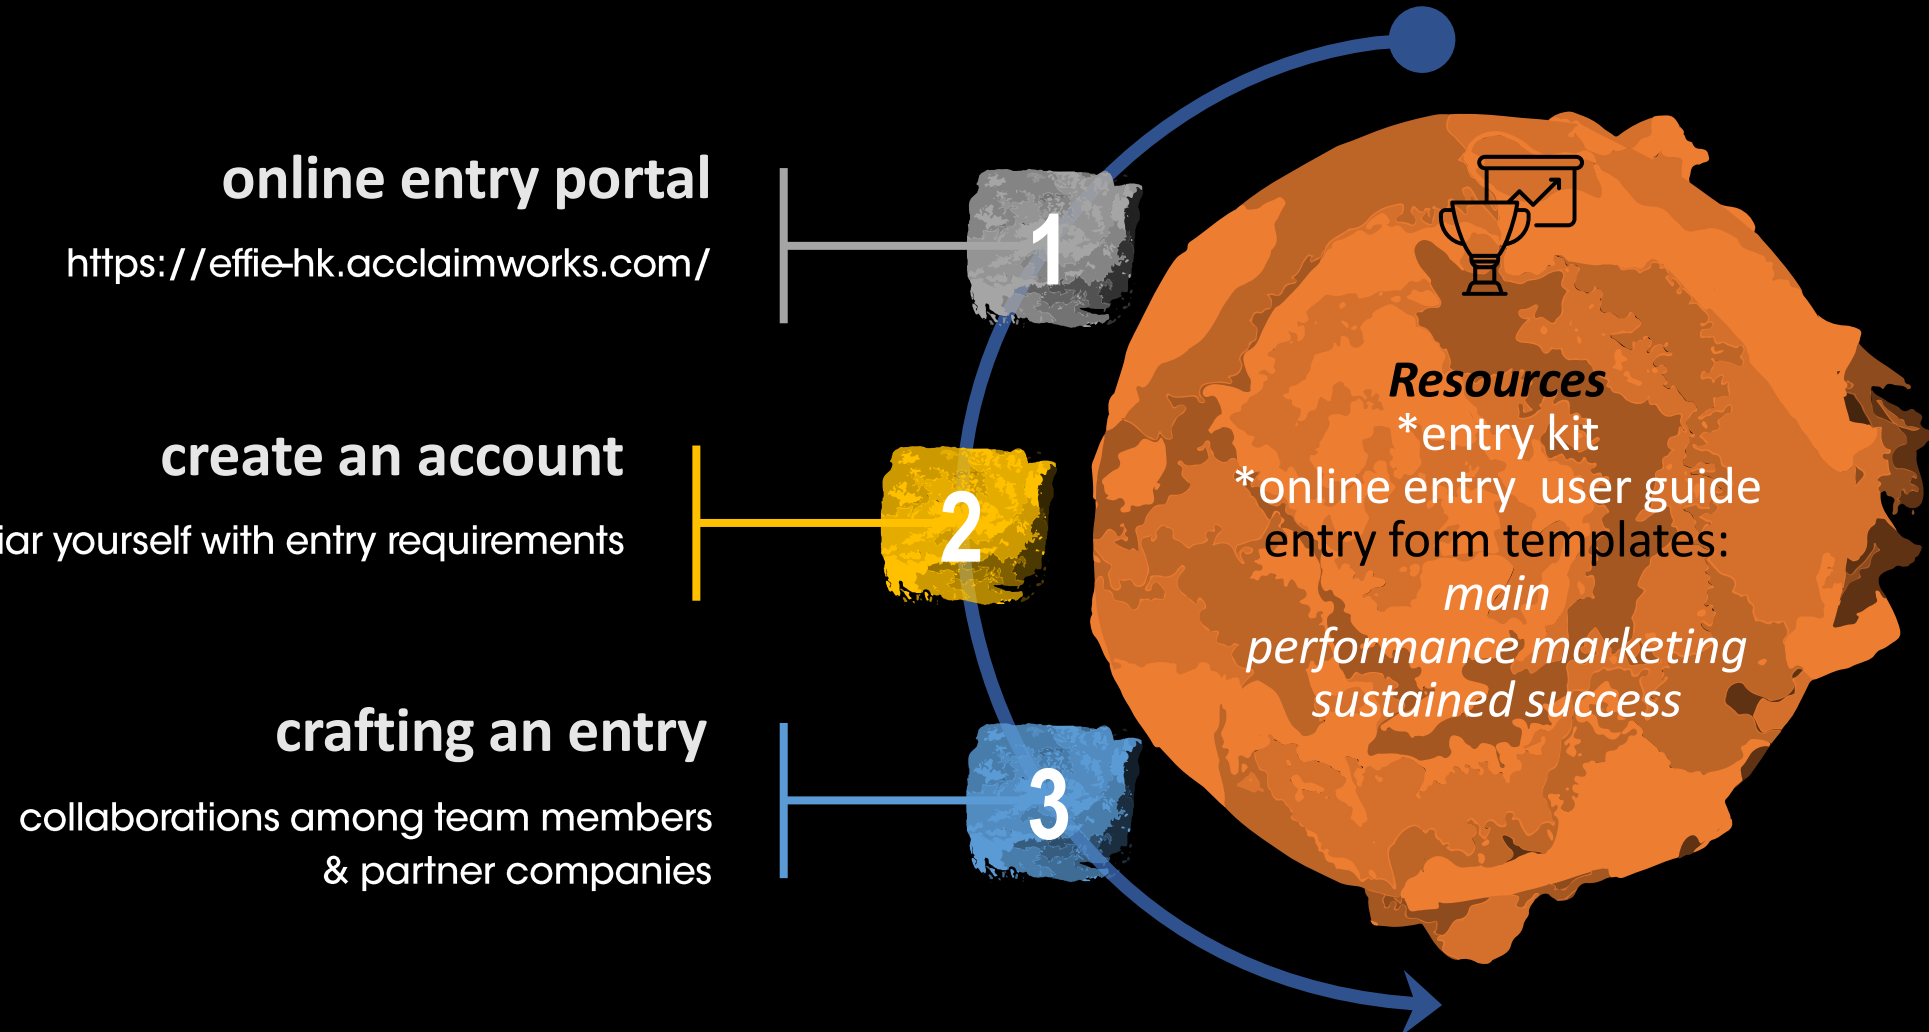 online entry portal
https://effie-hk.acclaimworks.com/
1
create an account
yourself with entry requirements
2
crafting an entry
collaborations among team members
& partner companies
3
Resources
*entry kit
*online entry user guide
entry form templates:
main
performance marketing
sustained success